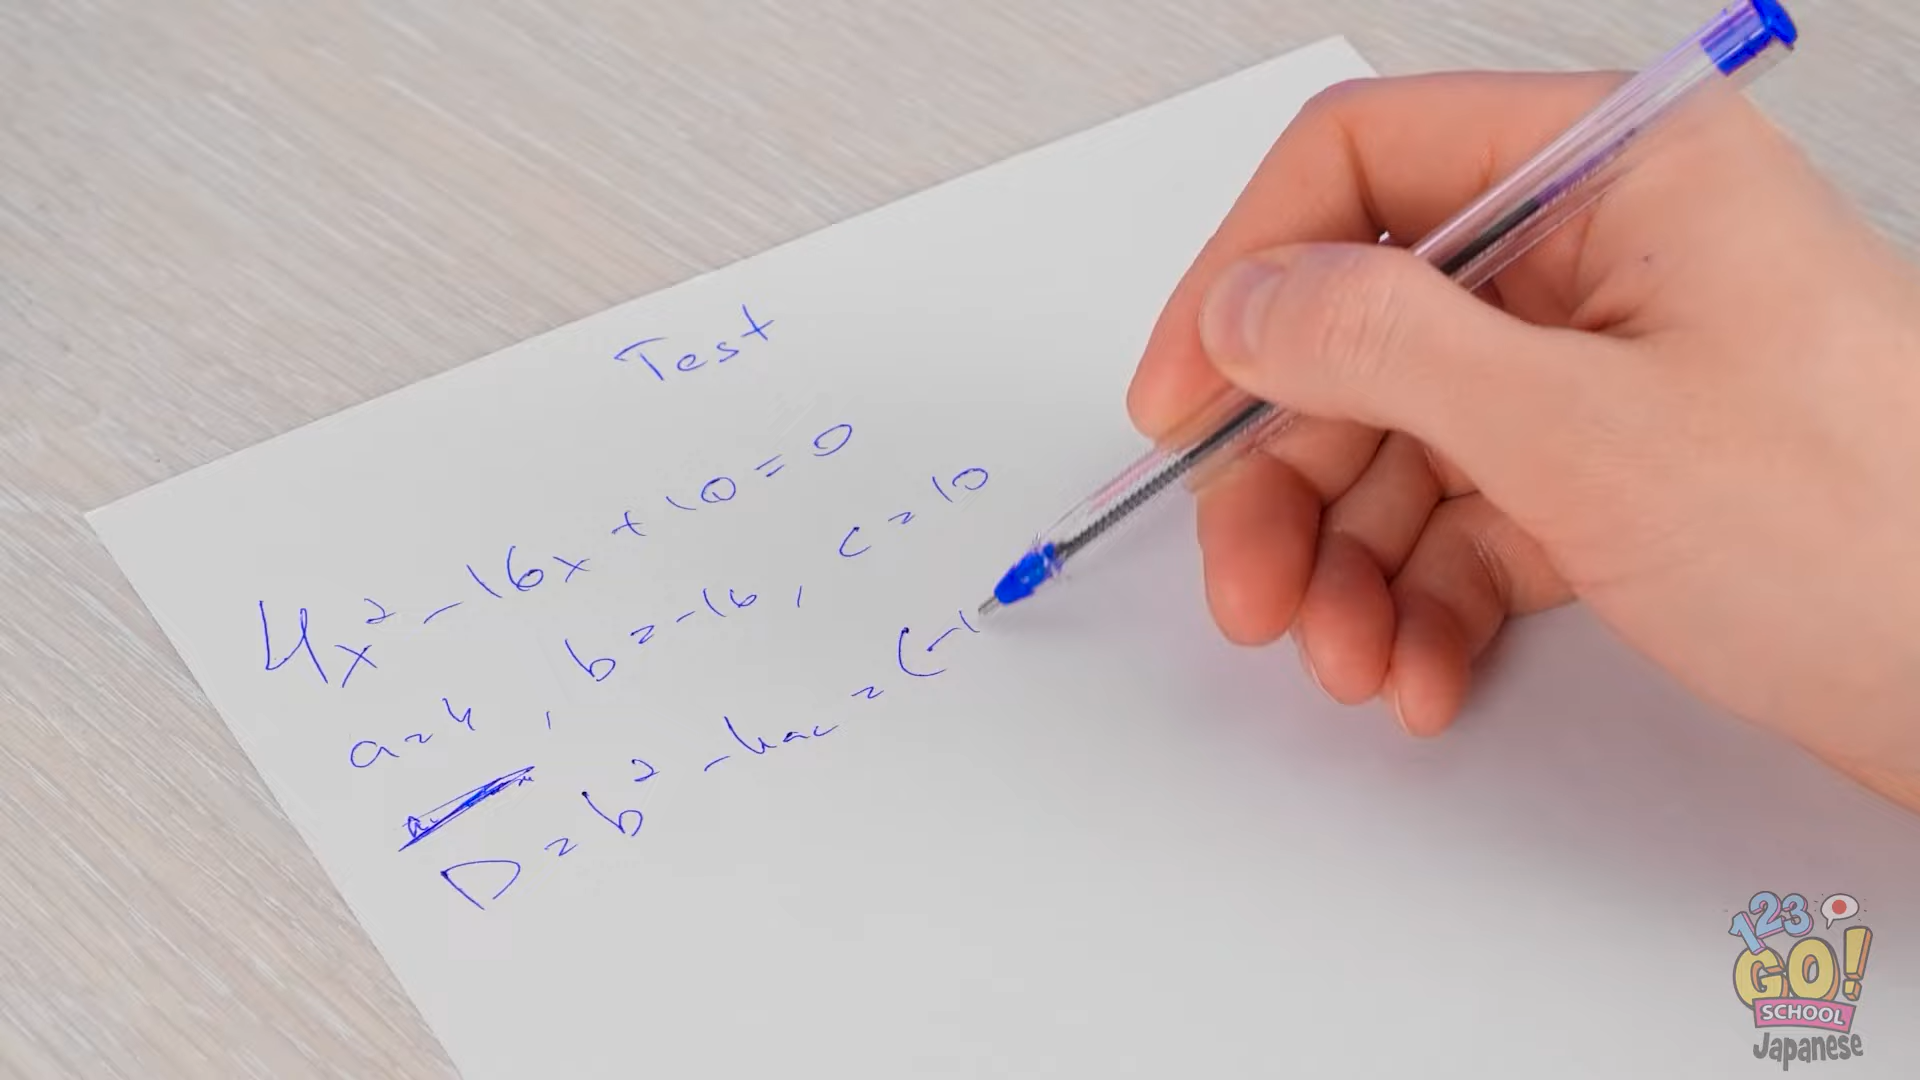 Test
4x² - 16x + 10 = 0
a = 4, b = -16, c = 10
D = b² - 4ac = (-1
123 GO!
SCHOOL
Japanese